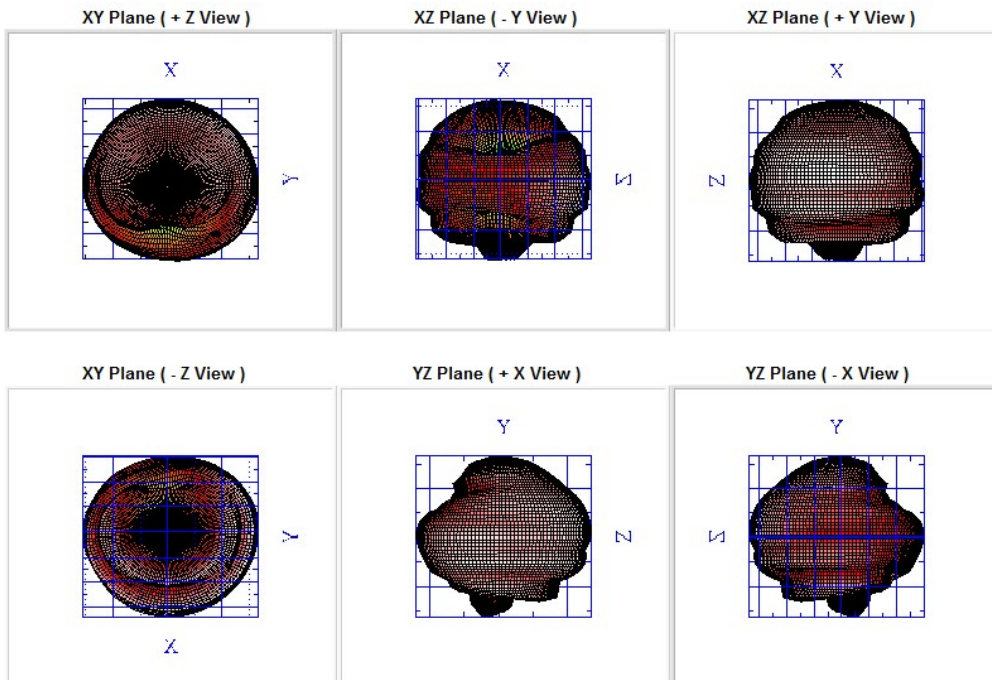 XY Plane ( + Z View )
XZ Plane ( - Y View )
XZ Plane ( + Y View )
X
X
X
Y
Z
Z
XY Plane ( - Z View )
YZ Plane ( + X View )
YZ Plane ( - X View )
Y
Y
Y
Z
Z
X